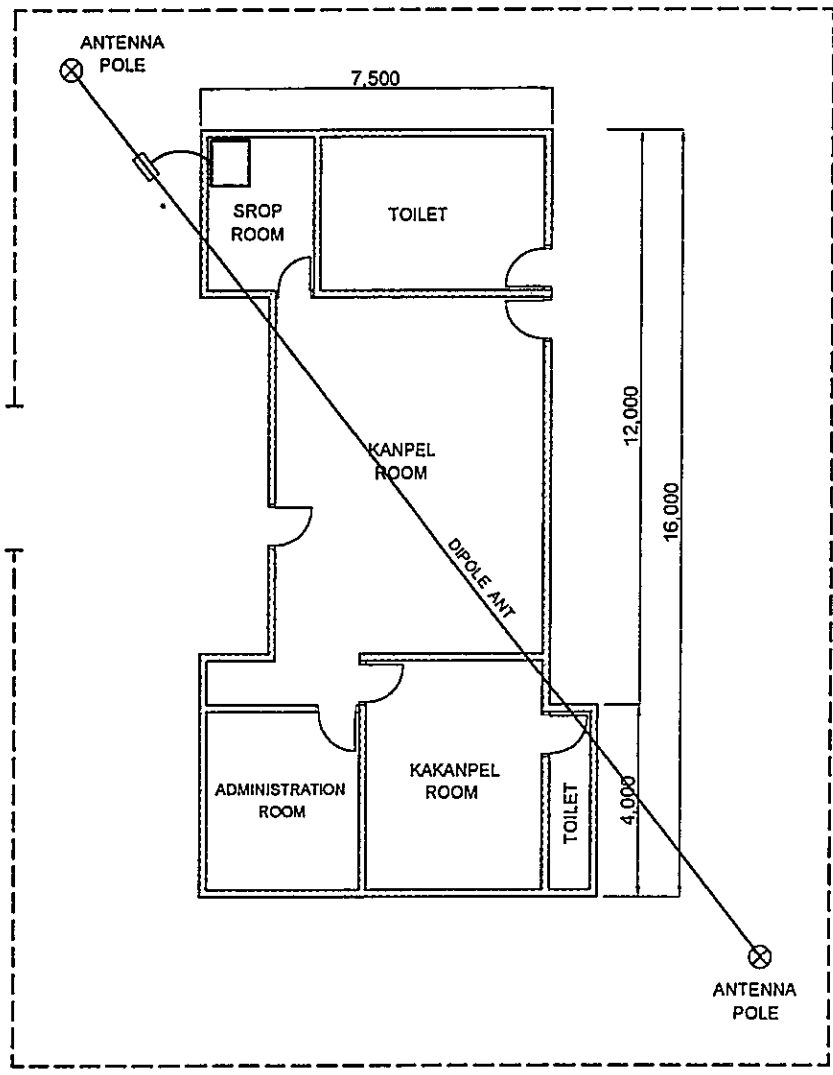 ANTENNA
POLE
7,500
SROP
ROOM
TOILET
KANPEL
ROOM
12,000
16,000
DIPOLE ANT
ADMINISTRATION
ROOM
KAKANPEL
ROOM
TOILET
4,000
ANTENNA
POLE